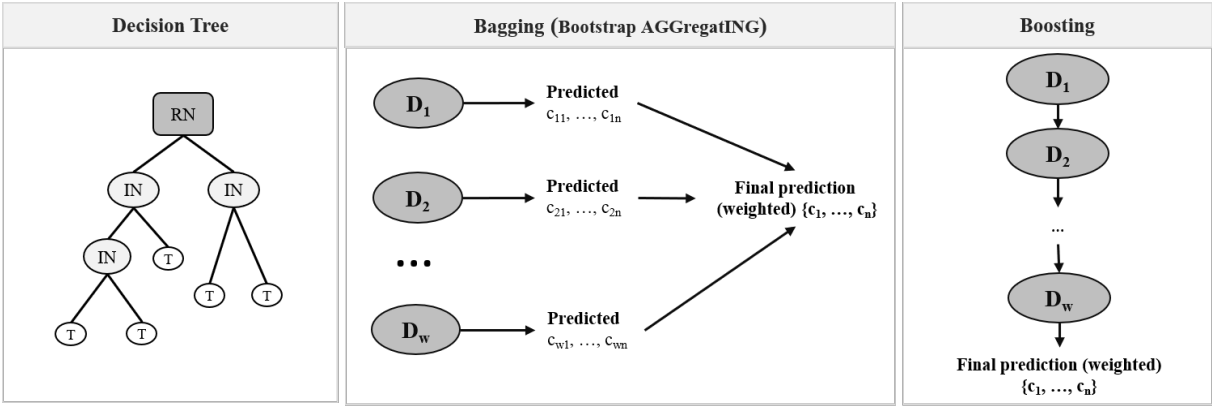 Decision Tree
RN
IN
IN
IN
T
T
T
T
T
Bagging (Bootstrap AGGregatING)
D1
Predicted
c11, …, c1n
D2
Predicted
c21, …, c2n
...
Dw
Predicted
cw1, …, cwn
Final prediction
(weighted) {c1, …, cn}
Boosting
D1
D2
...
Dw
Final prediction (weighted)
{c1, …, cn}